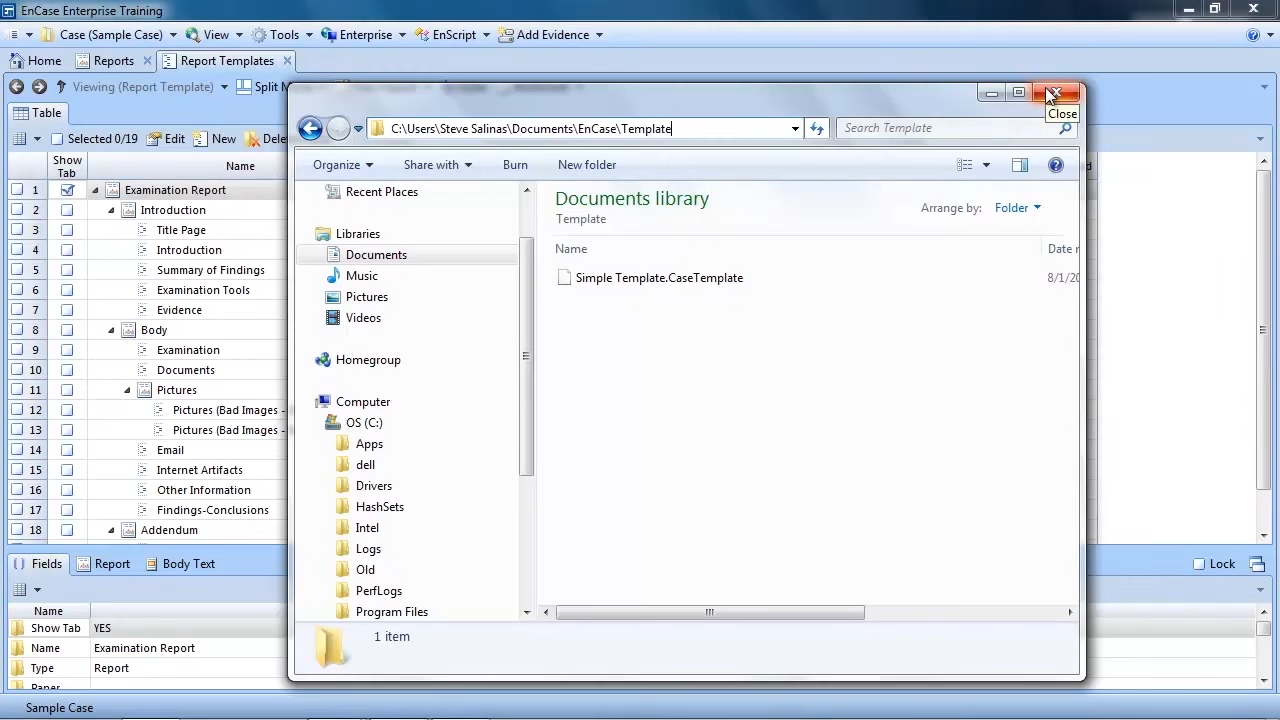 EnCase Enterprise Training
Case (Sample Case) View Tools Enterprise EnScript Add Evidence
Home Reports Report Templates
Viewing (Report Template) Split
Table
Selected 0/19 Edit New Dele
Show Tab Name
1 Examination Report
2 Introduction
3 Title Page
4 Introduction
5 Summary of Findings
6 Examination Tools
7 Evidence
8 Body
9 Examination
10 Documents
11 Pictures
12 Pictures (Bad Images -
13 Pictures (Bad Images -
14 Email
15 Internet Artifacts
16 Other Information
17 Findings-Conclusions
18 Addendum
Fields Report Body Text Lock
Name
Show Tab YES
Name Examination Report
Type Report
Paper
Sample Case
Close
C:\Users\Steve Salinas\Documents\EnCase\Template Search Template
Organize Share with Burn New folder
Recent Places
Libraries
Documents
Music
Pictures
Videos
Homegroup
Computer
OS (C:)
Apps
dell
Drivers
HashSets
Intel
Logs
Old
PerfLogs
Program Files
Documents library
Template
Arrange by: Folder
Name Date r
Simple Template.CaseTemplate 8/1/20
1 item